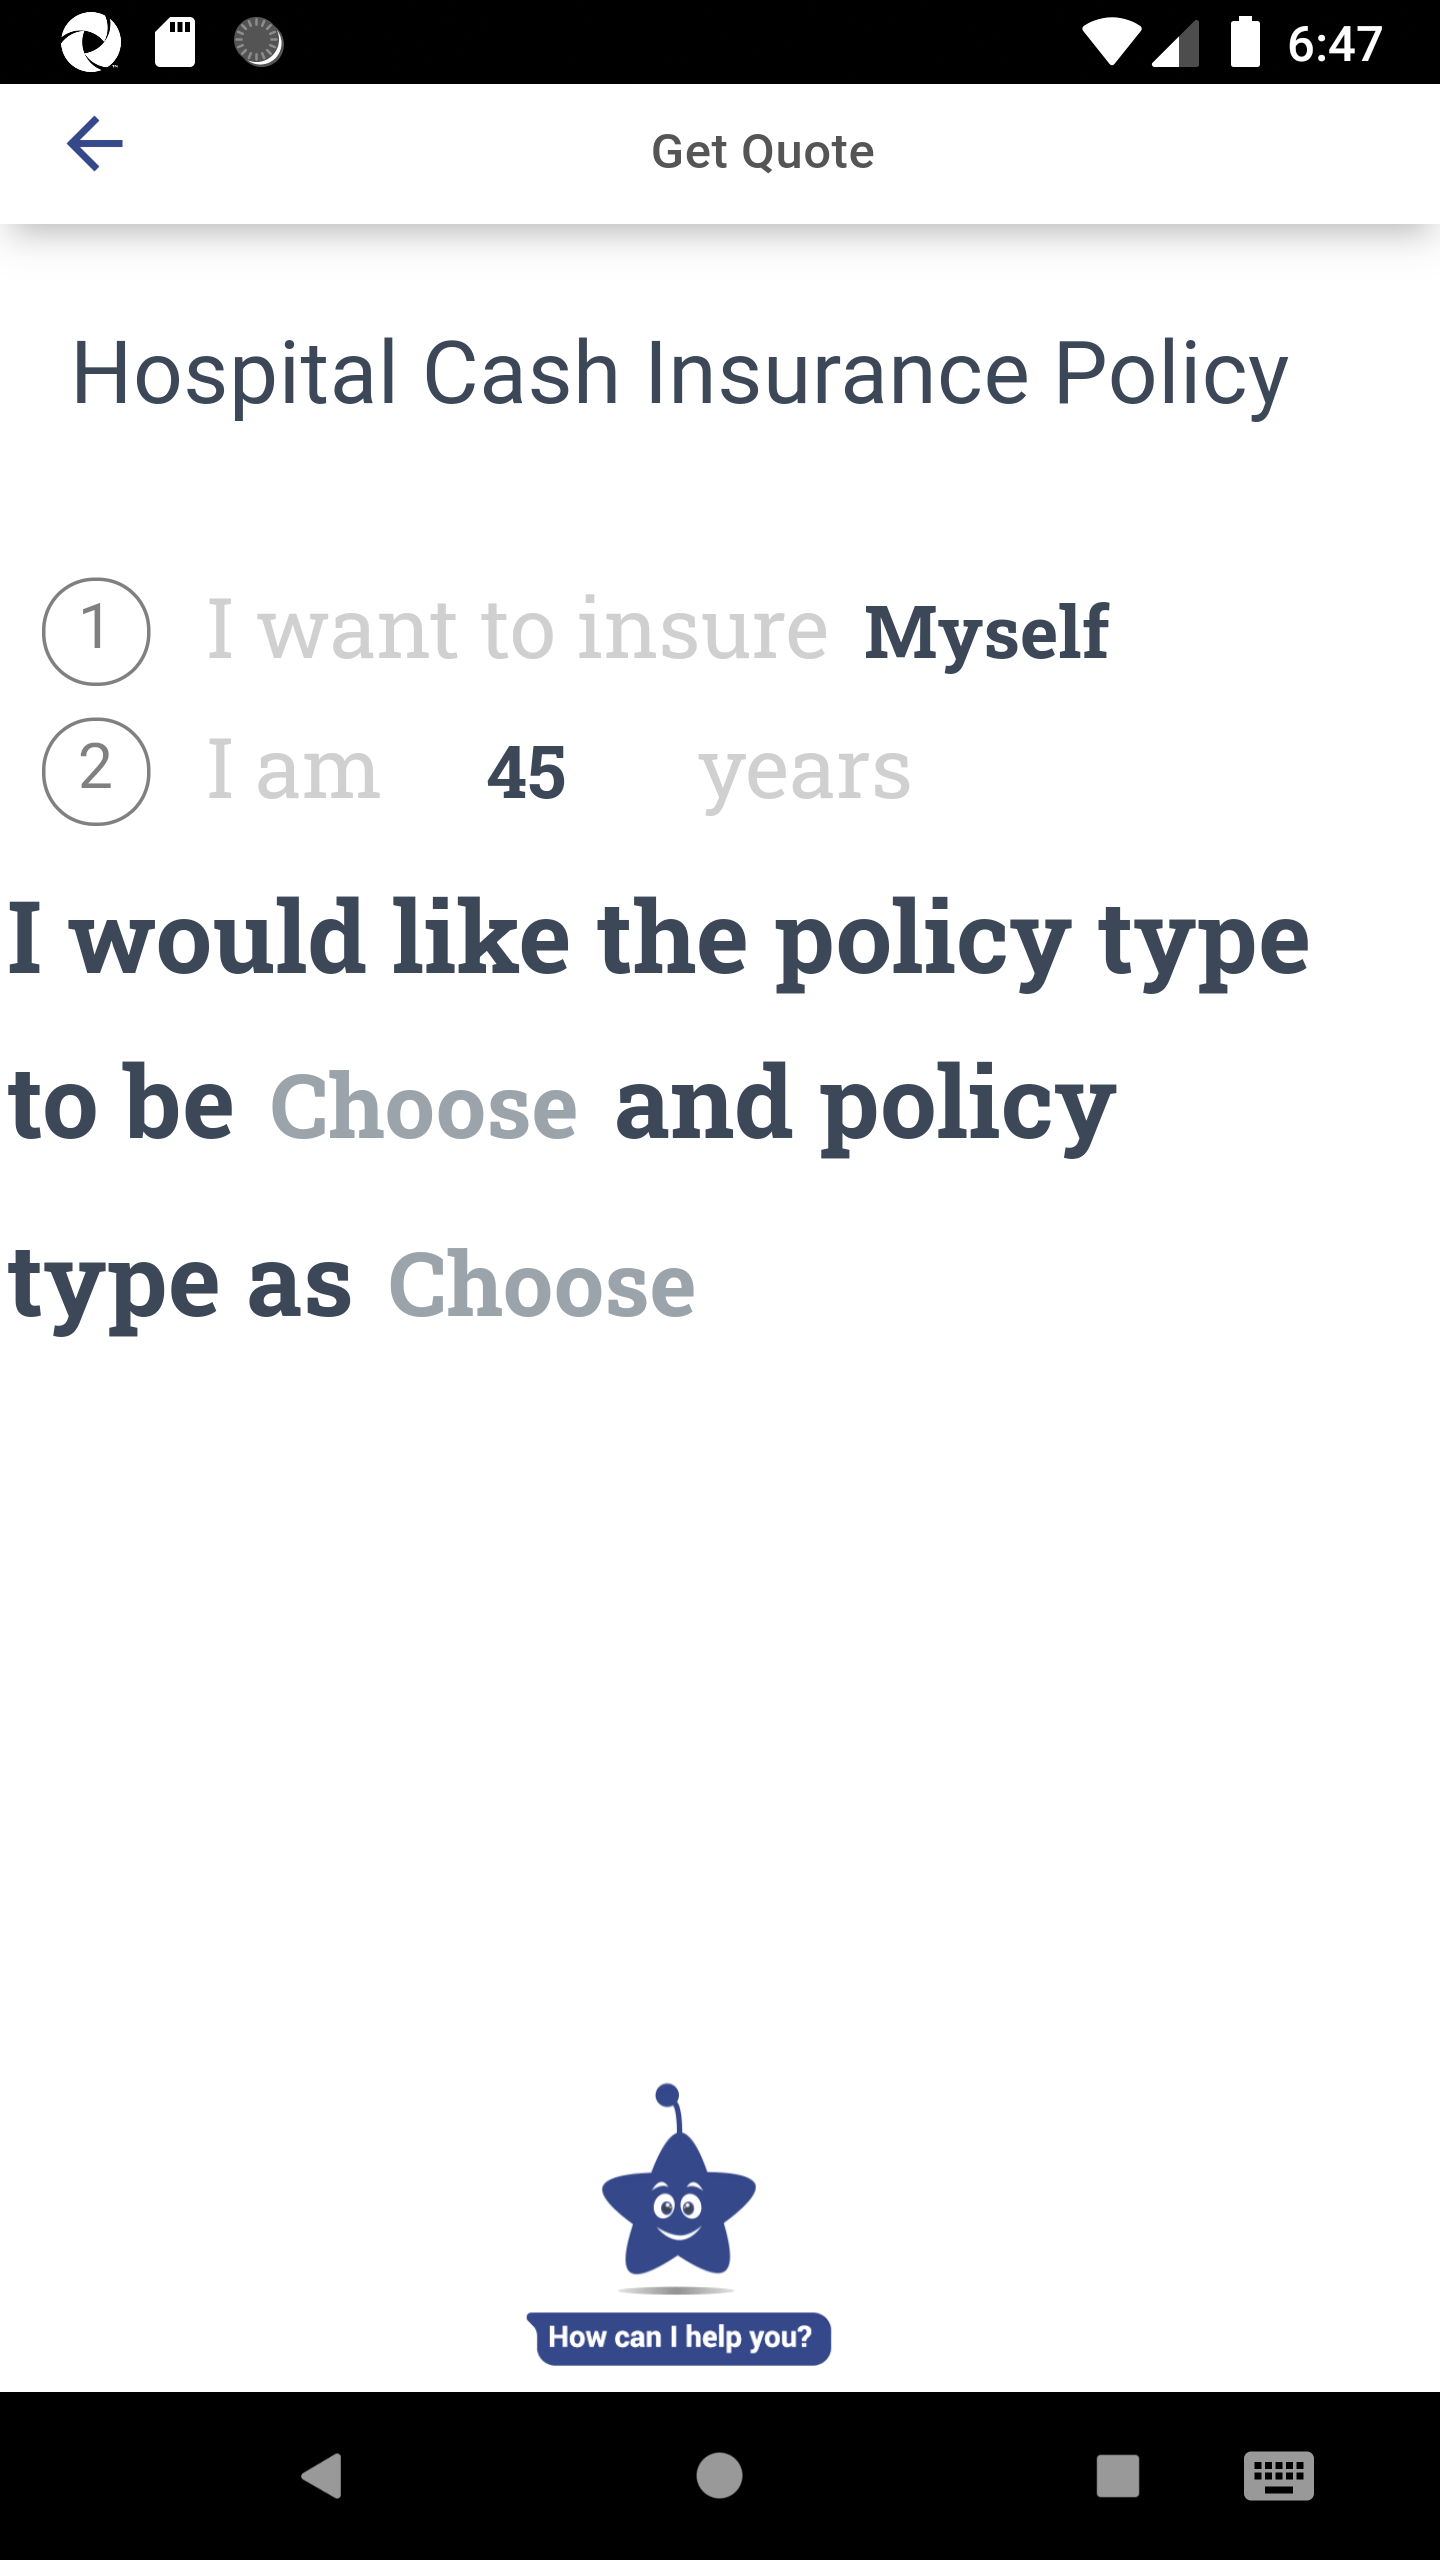 6:47
Get Quote
Hospital Cash Insurance Policy
1 I want to insure Myself
2 I am 45 years
I would like the policy type
to be Choose and policy
type as Choose
How can I help you?